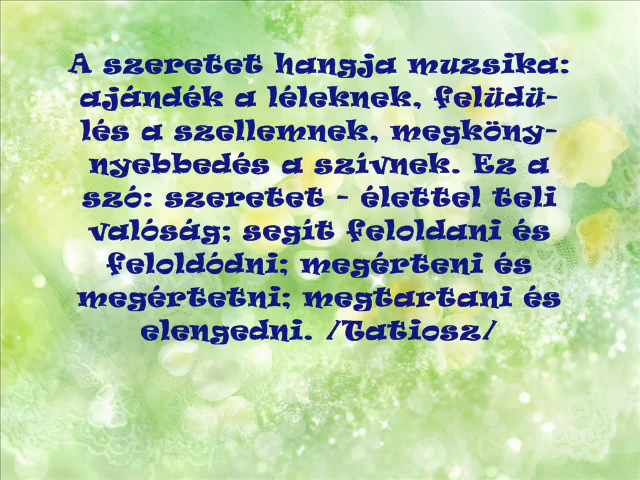 A szeretet hangja muzsika:
ajándék a léleknek, felüdü-
lés a szellemnek, megköny-
nyebbedés a szívnek. Ez a
szó: szeretet - élettel teli
valóság; segít feloldani és
feloldódni; megérteni és
megértetni; megtartani és
elengedni. /Tatiosz/